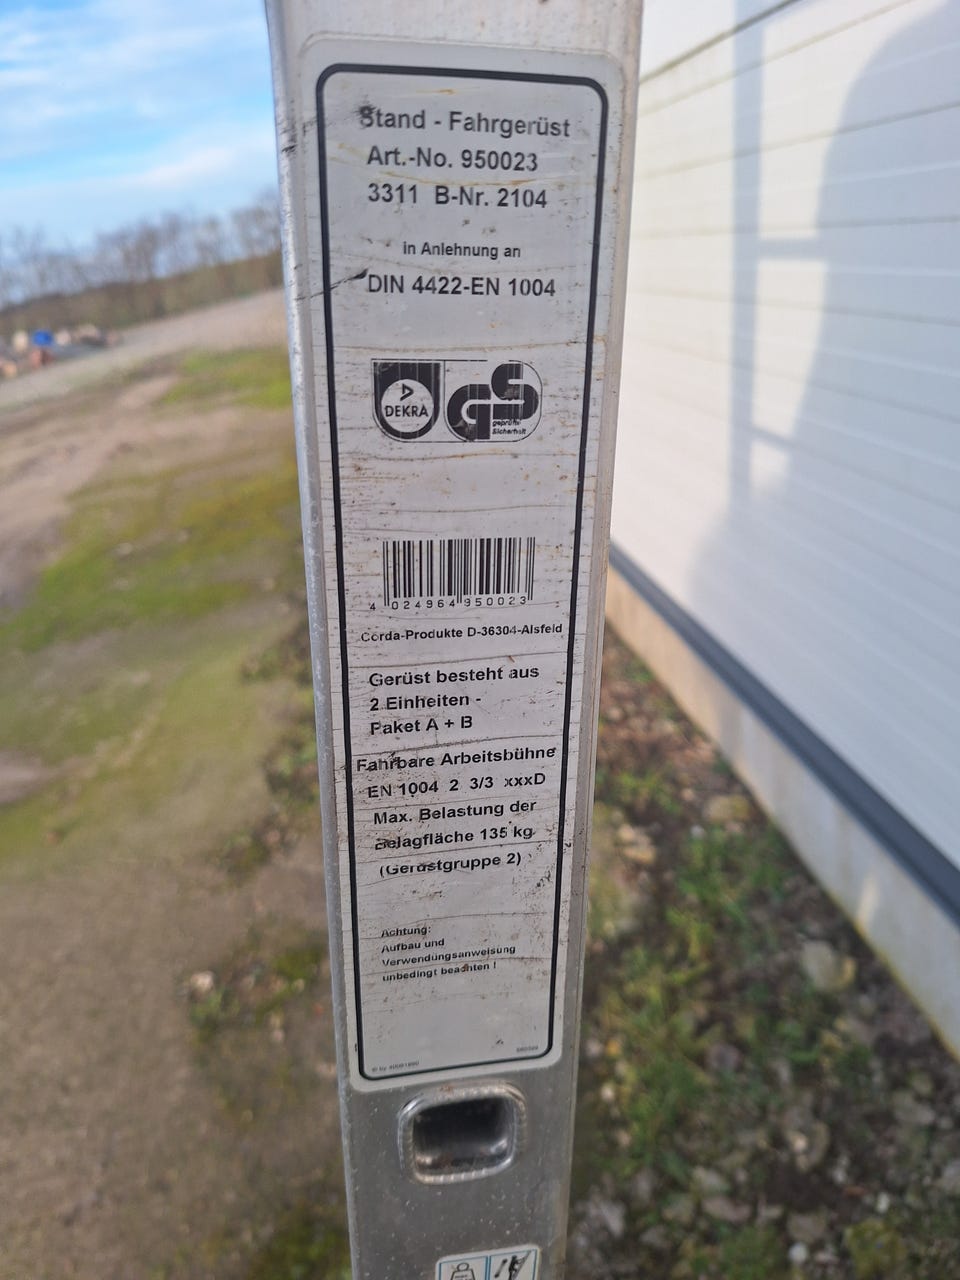 Stand - Fahrgerüst
Art.-No. 950023
3311 B-Nr. 2104
in Anlehnung an
DIN 4422-EN 1004
DEKRA
GS
geprüfte
Sicherheit
4 024964 950023
Corda-Produkte D-36304-Alsfeld
Gerüst besteht aus
2 Einheiten -
Paket A + B
Fahrbare Arbeitsbühne
EN 1004 2 3/3 xxxD
Max. Belastung der
Belagfläche 135 kg
(Gerüstgruppe 2)
Achtung:
Aufbau und
Verwendungsanweisung
unbedingt beachten !